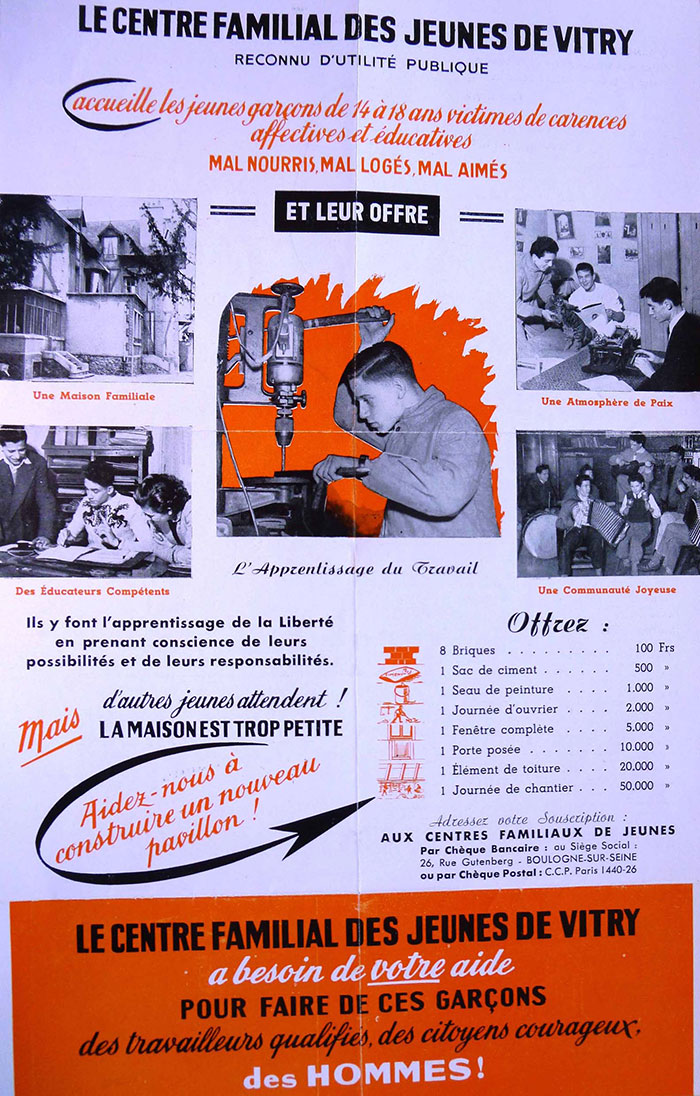 LE CENTRE FAMILIAL DES JEUNES DE VITRY
RECONNU D'UTILITÉ PUBLIQUE
accueille les jeunes garçons de 14 à 18 ans victimes de carences
affectives et éducatives
MAL NOURRIS, MAL LOGÉS, MAL AIMÉS
ET LEUR OFFRE
Une Maison Familiale
Une Atmosphère de Paix
Des Éducateurs Compétents
L'Apprentissage du Travail
Une Communauté Joyeuse
Ils y font l'apprentissage de la Liberté
en prenant conscience de leurs
possibilités et de leurs responsabilités.
Mais d'autres jeunes attendent !
LA MAISON EST TROP PETITE
Aidez-nous à
construire un nouveau
pavillon !
Offrez :
8 Briques . . . . . 100 Frs
1 Sac de ciment . . . . 500 »
1 Seau de peinture . . . . 1.000 »
1 Journée d'ouvrier . . . . 2.000 »
1 Fenêtre complète . . . . 5.000 »
1 Porte posée . . . . . . . 10.000 »
1 Élément de toiture . . . . 20.000 »
1 Journée de chantier . . . 50.000 »
Adressez votre Souscription :
AUX CENTRES FAMILIAUX DE JEUNES
Par Chèque Bancaire : au Siège Social :
26, Rue Gutenberg - BOULOGNE-SUR-SEINE
ou par Chèque Postal : C.C.P. Paris 1440-26
LE CENTRE FAMILIAL DES JEUNES DE VITRY
a besoin de votre aide
POUR FAIRE DE CES GARÇONS
des travailleurs qualifiés, des citoyens courageux,
des HOMMES !